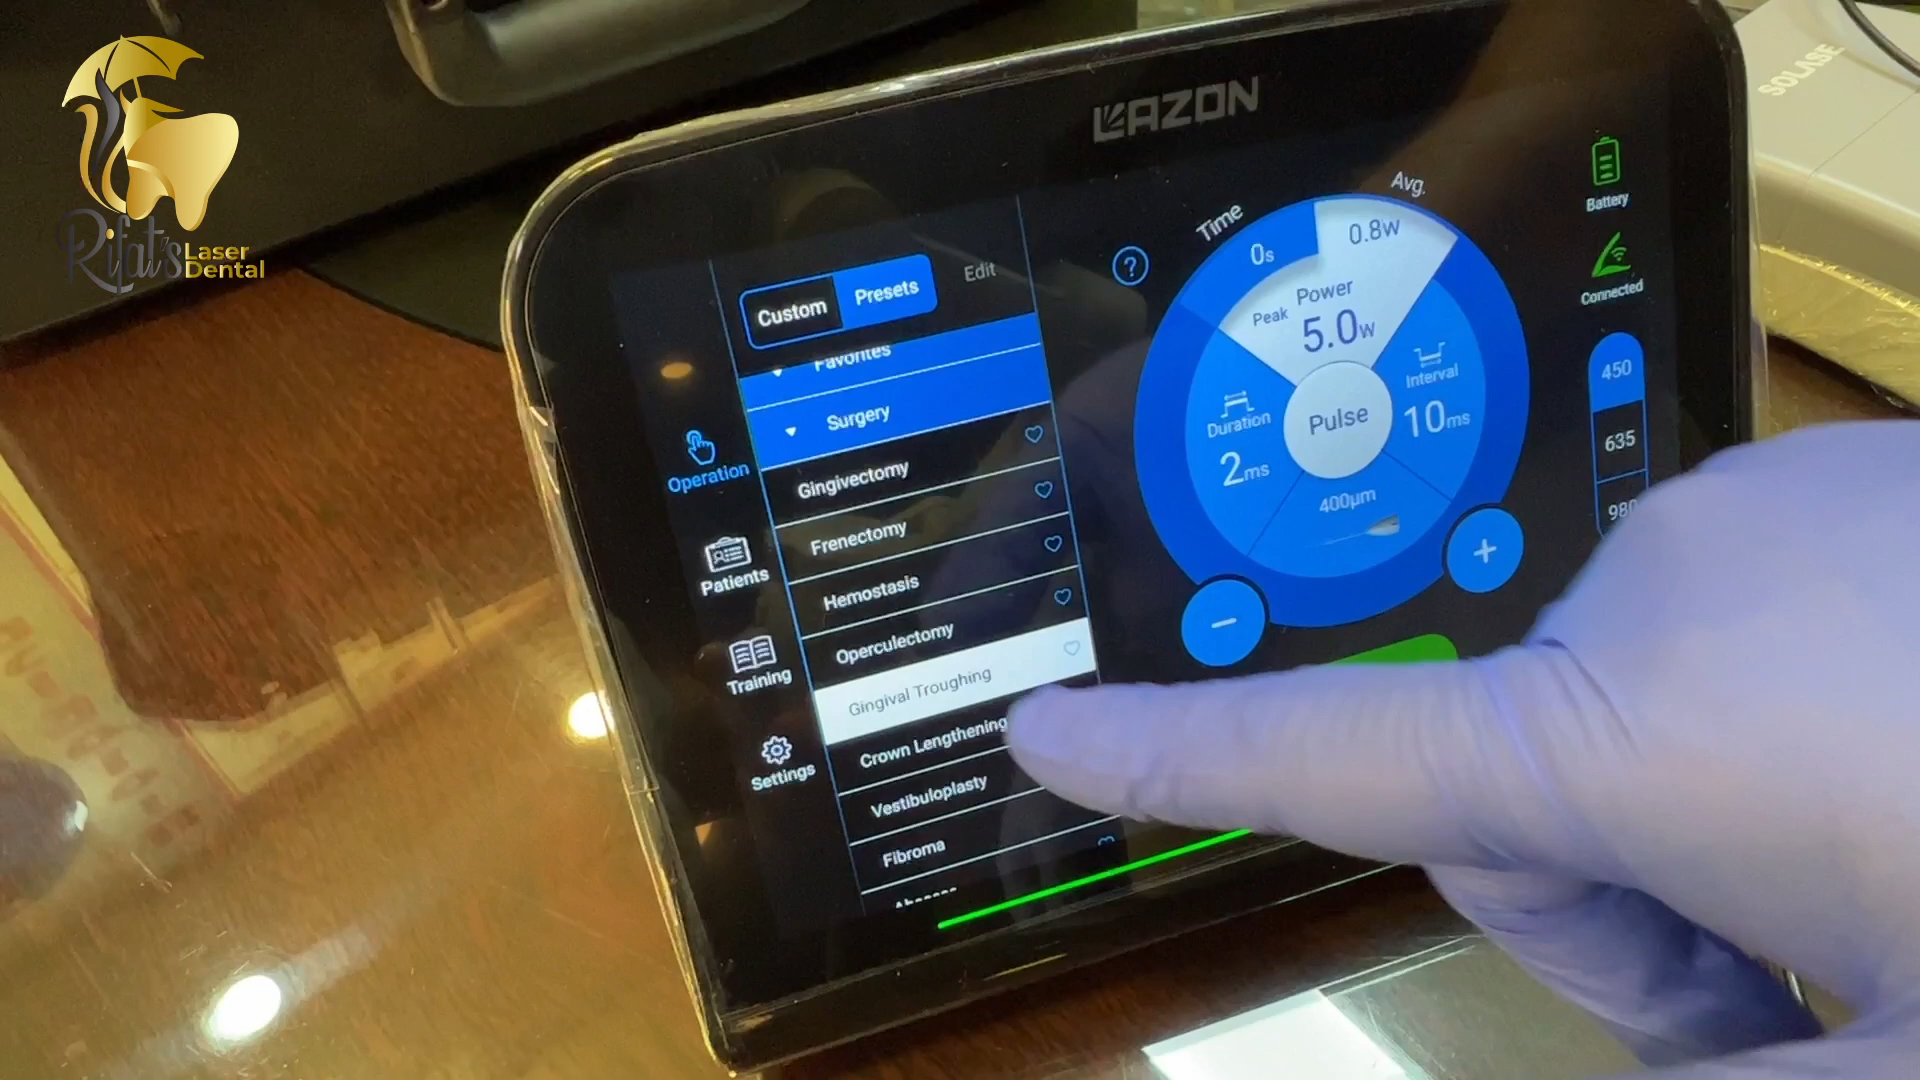 Rifat's
Laser
Dental
LAZON
SOLASE
Custom
Presets
Edit
Favorites
Surgery
Gingivectomy
Frenectomy
Hemostasis
Operculectomy
Gingival Troughing
Crown Lengthening
Vestibuloplasty
Fibroma
Operation
Patients
Training
Settings
?
Time
0s
Avg.
0.8w
Power
Peak
5.0w
Duration
2ms
Interval
10ms
Pulse
400µm
−
+
Battery
Connected
450
635
980